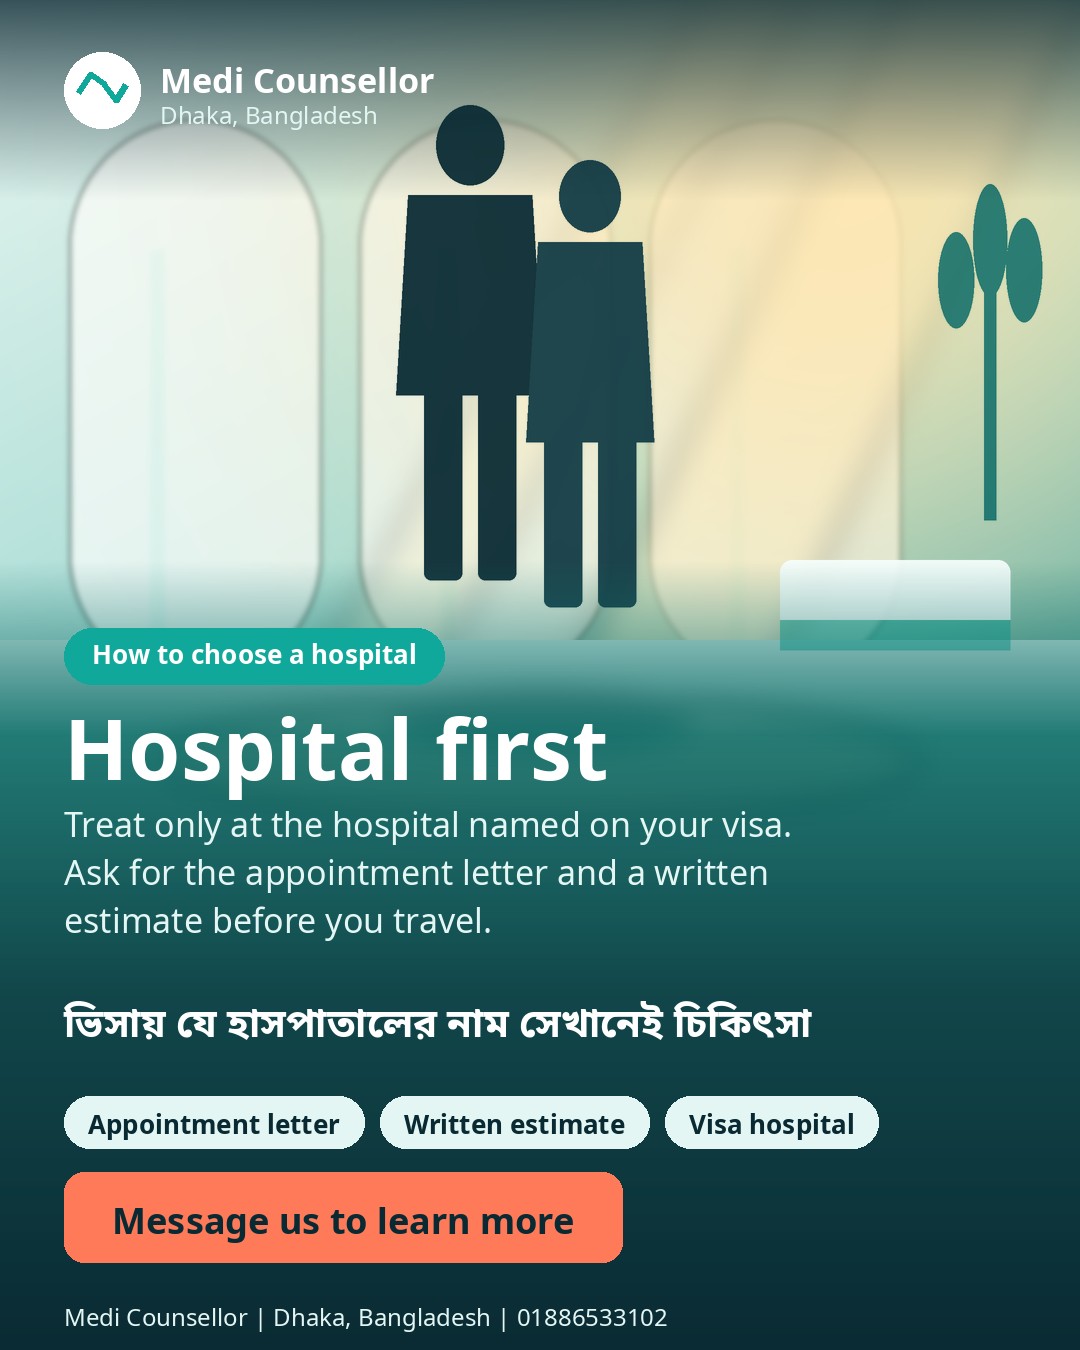 Medi Counsellor
Dhaka, Bangladesh
How to choose a hospital
Hospital first
Treat only at the hospital named on your visa.
Ask for the appointment letter and a written
estimate before you travel.
ভিসায় যে হাসপাতালের নাম সেখানেই চিকিৎসা
Appointment letter
Written estimate
Visa hospital
Message us to learn more
Medi Counsellor | Dhaka, Bangladesh | 01886533102